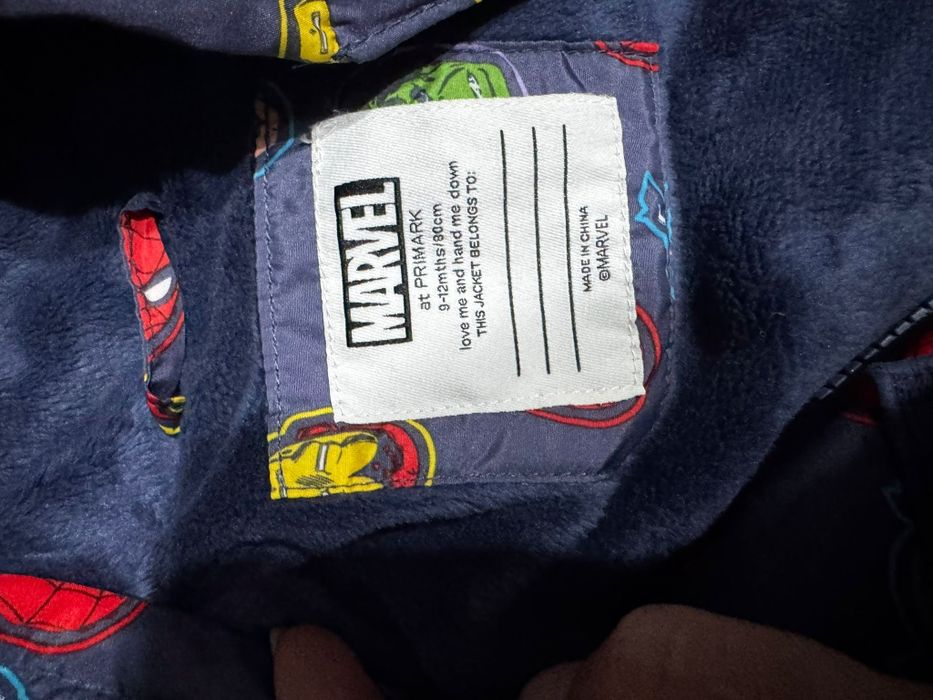 MARVEL
at PRIMARK
9-12mths/80cm
love me and hand me down
THIS JACKET BELONGS TO:
MADE IN CHINA
©MARVEL